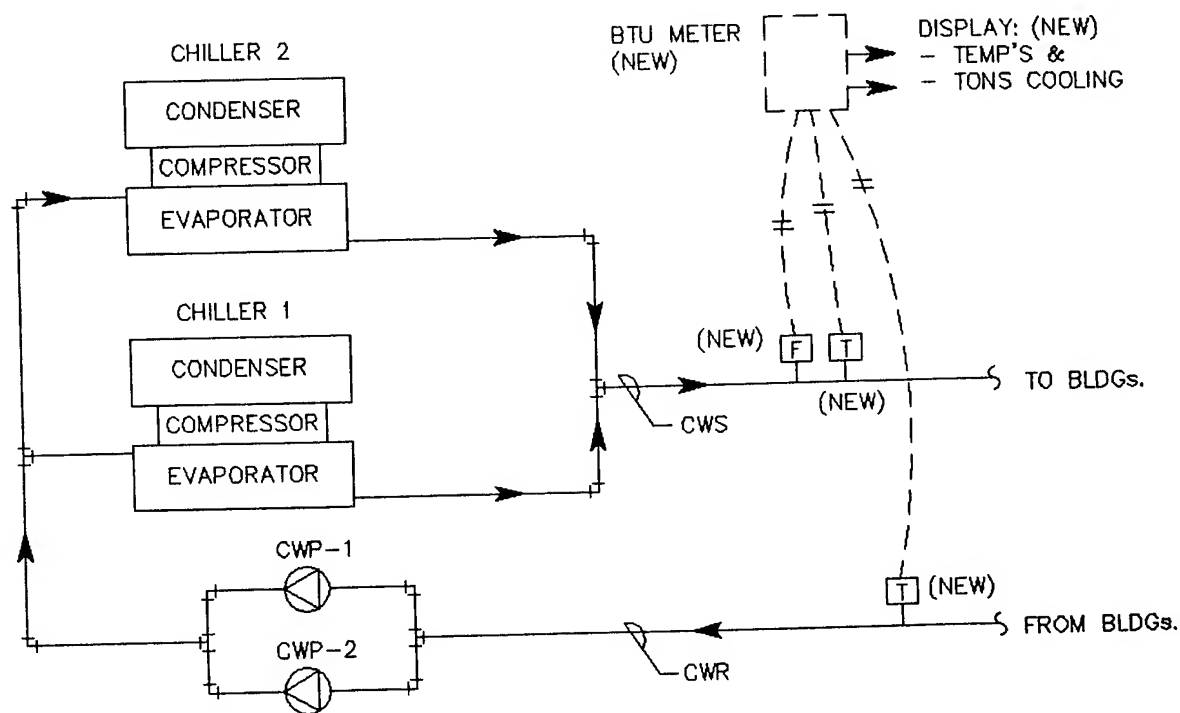 CHILLER 2
CONDENSER
COMPRESSOR
EVAPORATOR
BTU METER
(NEW)
DISPLAY: (NEW)
- TEMP'S &
- TONS COOLING
CHILLER 1
CONDENSER
COMPRESSOR
EVAPORATOR
(NEW)
F
T
(NEW)
TO BLDGs.
CWS
CWP-1
CWP-2
T
(NEW)
FROM BLDGs.
CWR